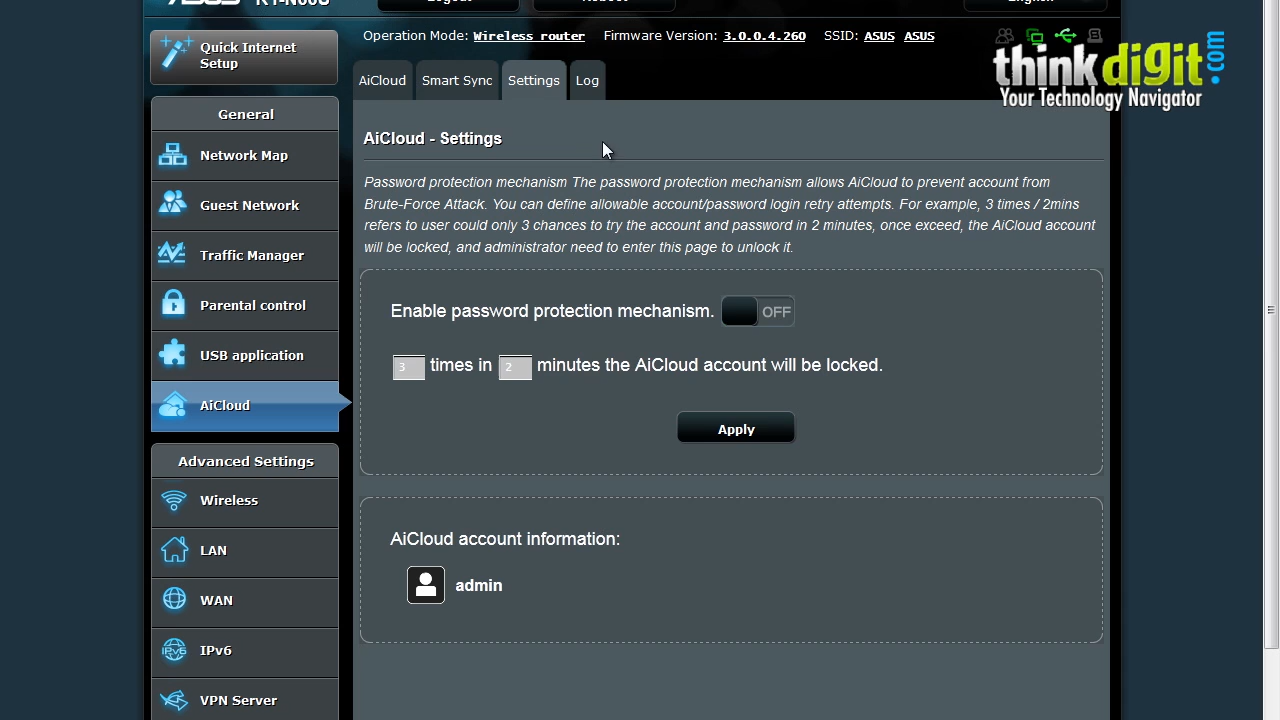 ASUS RT-N66U Logout Reboot English
Operation Mode: Wireless router Firmware Version: 3.0.0.4.260 SSID: ASUS ASUS
thinkdigit.com
Your Technology Navigator
Quick Internet
Setup
General
Network Map
Guest Network
Traffic Manager
Parental control
USB application
AiCloud
Advanced Settings
Wireless
LAN
WAN
IPv6
VPN Server
AiCloud Smart Sync Settings Log
AiCloud - Settings
Password protection mechanism The password protection mechanism allows AiCloud to prevent account from
Brute-Force Attack. You can define allowable account/password login retry attempts. For example, 3 times / 2mins
refers to user could only 3 chances to try the account and password in 2 minutes, once exceed, the AiCloud account
will be locked, and administrator need to enter this page to unlock it.
Enable password protection mechanism. OFF
3 times in 2 minutes the AiCloud account will be locked.
Apply
AiCloud account information:
admin